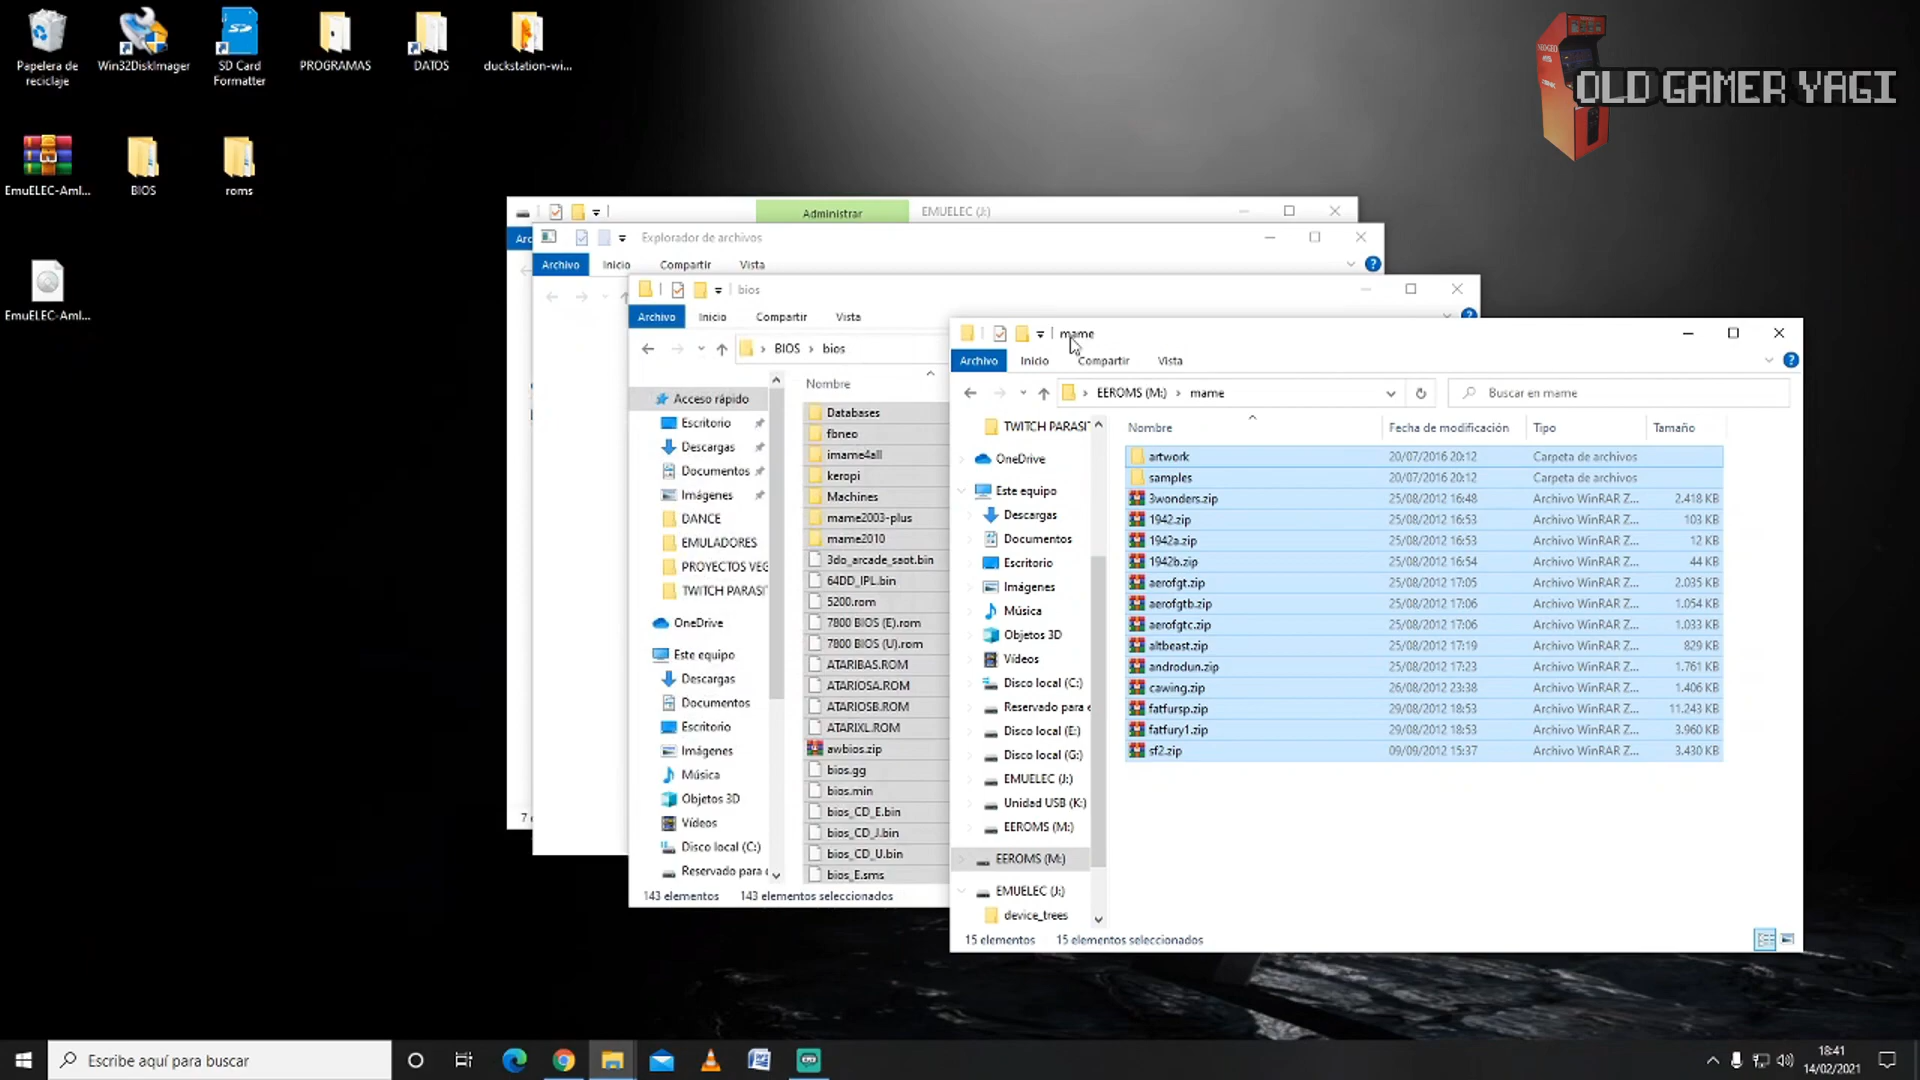 Papelera de
reciclaje
Win32DiskImager
SD Card
Formatter
PROGRAMAS
DATOS
duckstation-wi...
OLD GAMER YAGI
EmuELEC-Aml...
BIOS
roms
EmuELEC-Aml...
Administrar
EMUELEC (J:)
Explorador de archivos
Archivo
Inicio
Compartir
Vista
bios
Archivo
Inicio
Compartir
Vista
BIOS > bios
Acceso rápido
Escritorio
Descargas
Documentos
Imágenes
DANCE
EMULADORES
PROYECTOS VEG
TWITCH PARASI
OneDrive
Este equipo
Descargas
Documentos
Escritorio
Imágenes
Música
Objetos 3D
Vídeos
Disco local (C:)
Reservado para
Nombre
Databases
fbneo
imame4all
keropi
Machines
mame2003-plus
mame2010
3do_arcade_saot.bin
64DD_IPL.bin
5200.rom
7800 BIOS (E).rom
7800 BIOS (U).rom
ATARIBAS.ROM
ATARIOSA.ROM
ATARIOSB.ROM
ATARIXL.ROM
awbios.zip
bios.gg
bios.min
bios_CD_E.bin
bios_CD_J.bin
bios_CD_U.bin
bios_E.sms
143 elementos
143 elementos seleccionados
mame
Archivo
Inicio
Compartir
Vista
EEROMS (M:) > mame
Buscar en mame
TWITCH PARASI
OneDrive
Este equipo
Descargas
Documentos
Escritorio
Imágenes
Música
Objetos 3D
Vídeos
Disco local (C:)
Reservado para e
Disco local (E:)
Disco local (G:)
EMUELEC (J:)
Unidad USB (K:)
EEROMS (M:)
EEROMS (M:)
EMUELEC (J:)
device_trees
Nombre Fecha de modificación Tipo Tamaño
artwork 20/07/2016 20:12 Carpeta de archivos
samples 20/07/2016 20:12 Carpeta de archivos
3wonders.zip 25/08/2012 16:48 Archivo WinRAR Z... 2.418 KB
1942.zip 25/08/2012 16:53 Archivo WinRAR Z... 103 KB
1942a.zip 25/08/2012 16:53 Archivo WinRAR Z... 12 KB
1942b.zip 25/08/2012 16:54 Archivo WinRAR Z... 44 KB
aerofgt.zip 25/08/2012 17:05 Archivo WinRAR Z... 2.035 KB
aerofgtb.zip 25/08/2012 17:06 Archivo WinRAR Z... 1.054 KB
aerofgtc.zip 25/08/2012 17:06 Archivo WinRAR Z... 1.033 KB
altbeast.zip 25/08/2012 17:19 Archivo WinRAR Z... 829 KB
androdun.zip 25/08/2012 17:23 Archivo WinRAR Z... 1.761 KB
cawing.zip 26/08/2012 23:38 Archivo WinRAR Z... 1.406 KB
fatfursp.zip 29/08/2012 18:53 Archivo WinRAR Z... 11.243 KB
fatfury1.zip 29/08/2012 18:53 Archivo WinRAR Z... 3.960 KB
sf2.zip 09/09/2012 15:37 Archivo WinRAR Z... 3.430 KB
15 elementos
15 elementos seleccionados
Escribe aquí para buscar
18:41
14/02/2021